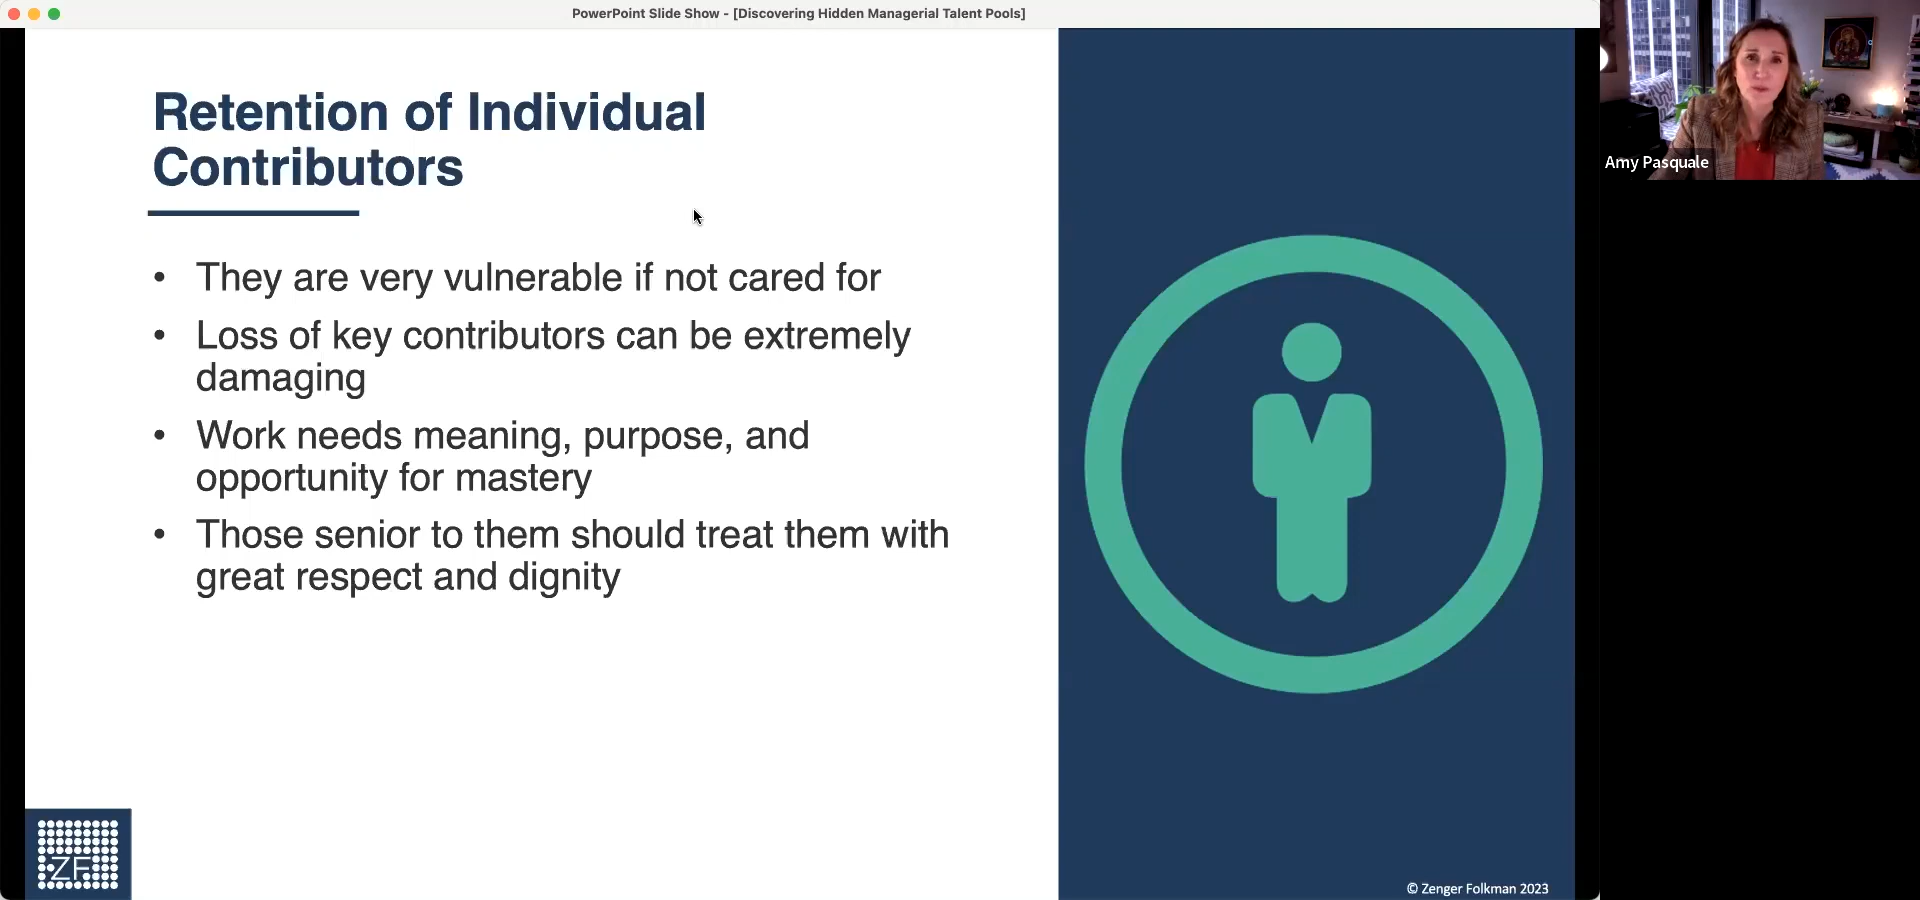 PowerPoint Slide Show - [Discovering Hidden Managerial Talent Pools]
Retention of Individual
Contributors
• They are very vulnerable if not cared for
• Loss of key contributors can be extremely
damaging
• Work needs meaning, purpose, and
opportunity for mastery
• Those senior to them should treat them with
great respect and dignity
ZF
© Zenger Folkman 2023
Amy Pasquale